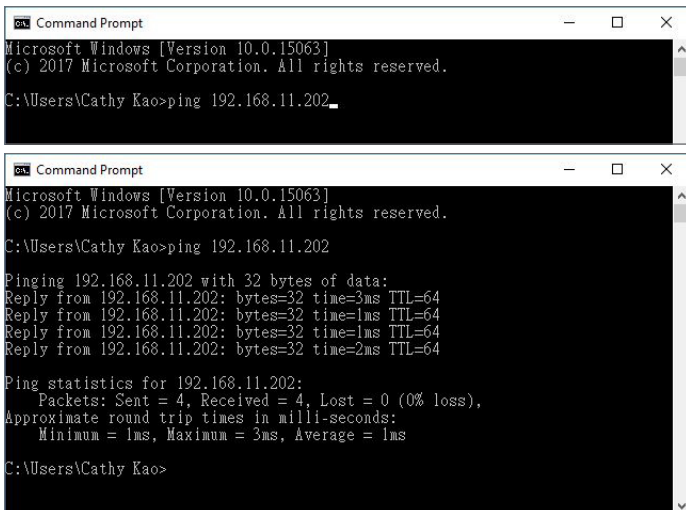 Command Prompt
Microsoft Windows [Version 10.0.15063]
(c) 2017 Microsoft Corporation. All rights reserved.
C:\Users\Cathy Kao>ping 192.168.11.202
Command Prompt
Microsoft Windows [Version 10.0.15063]
(c) 2017 Microsoft Corporation. All rights reserved.
C:\Users\Cathy Kao>ping 192.168.11.202
Pinging 192.168.11.202 with 32 bytes of data:
Reply from 192.168.11.202: bytes=32 time=3ms TTL=64
Reply from 192.168.11.202: bytes=32 time=1ms TTL=64
Reply from 192.168.11.202: bytes=32 time=1ms TTL=64
Reply from 192.168.11.202: bytes=32 time=2ms TTL=64
Ping statistics for 192.168.11.202:
Packets: Sent = 4, Received = 4, Lost = 0 (0% loss),
Approximate round trip times in milli-seconds:
Minimum = 1ms, Maximum = 3ms, Average = 1ms
C:\Users\Cathy Kao>